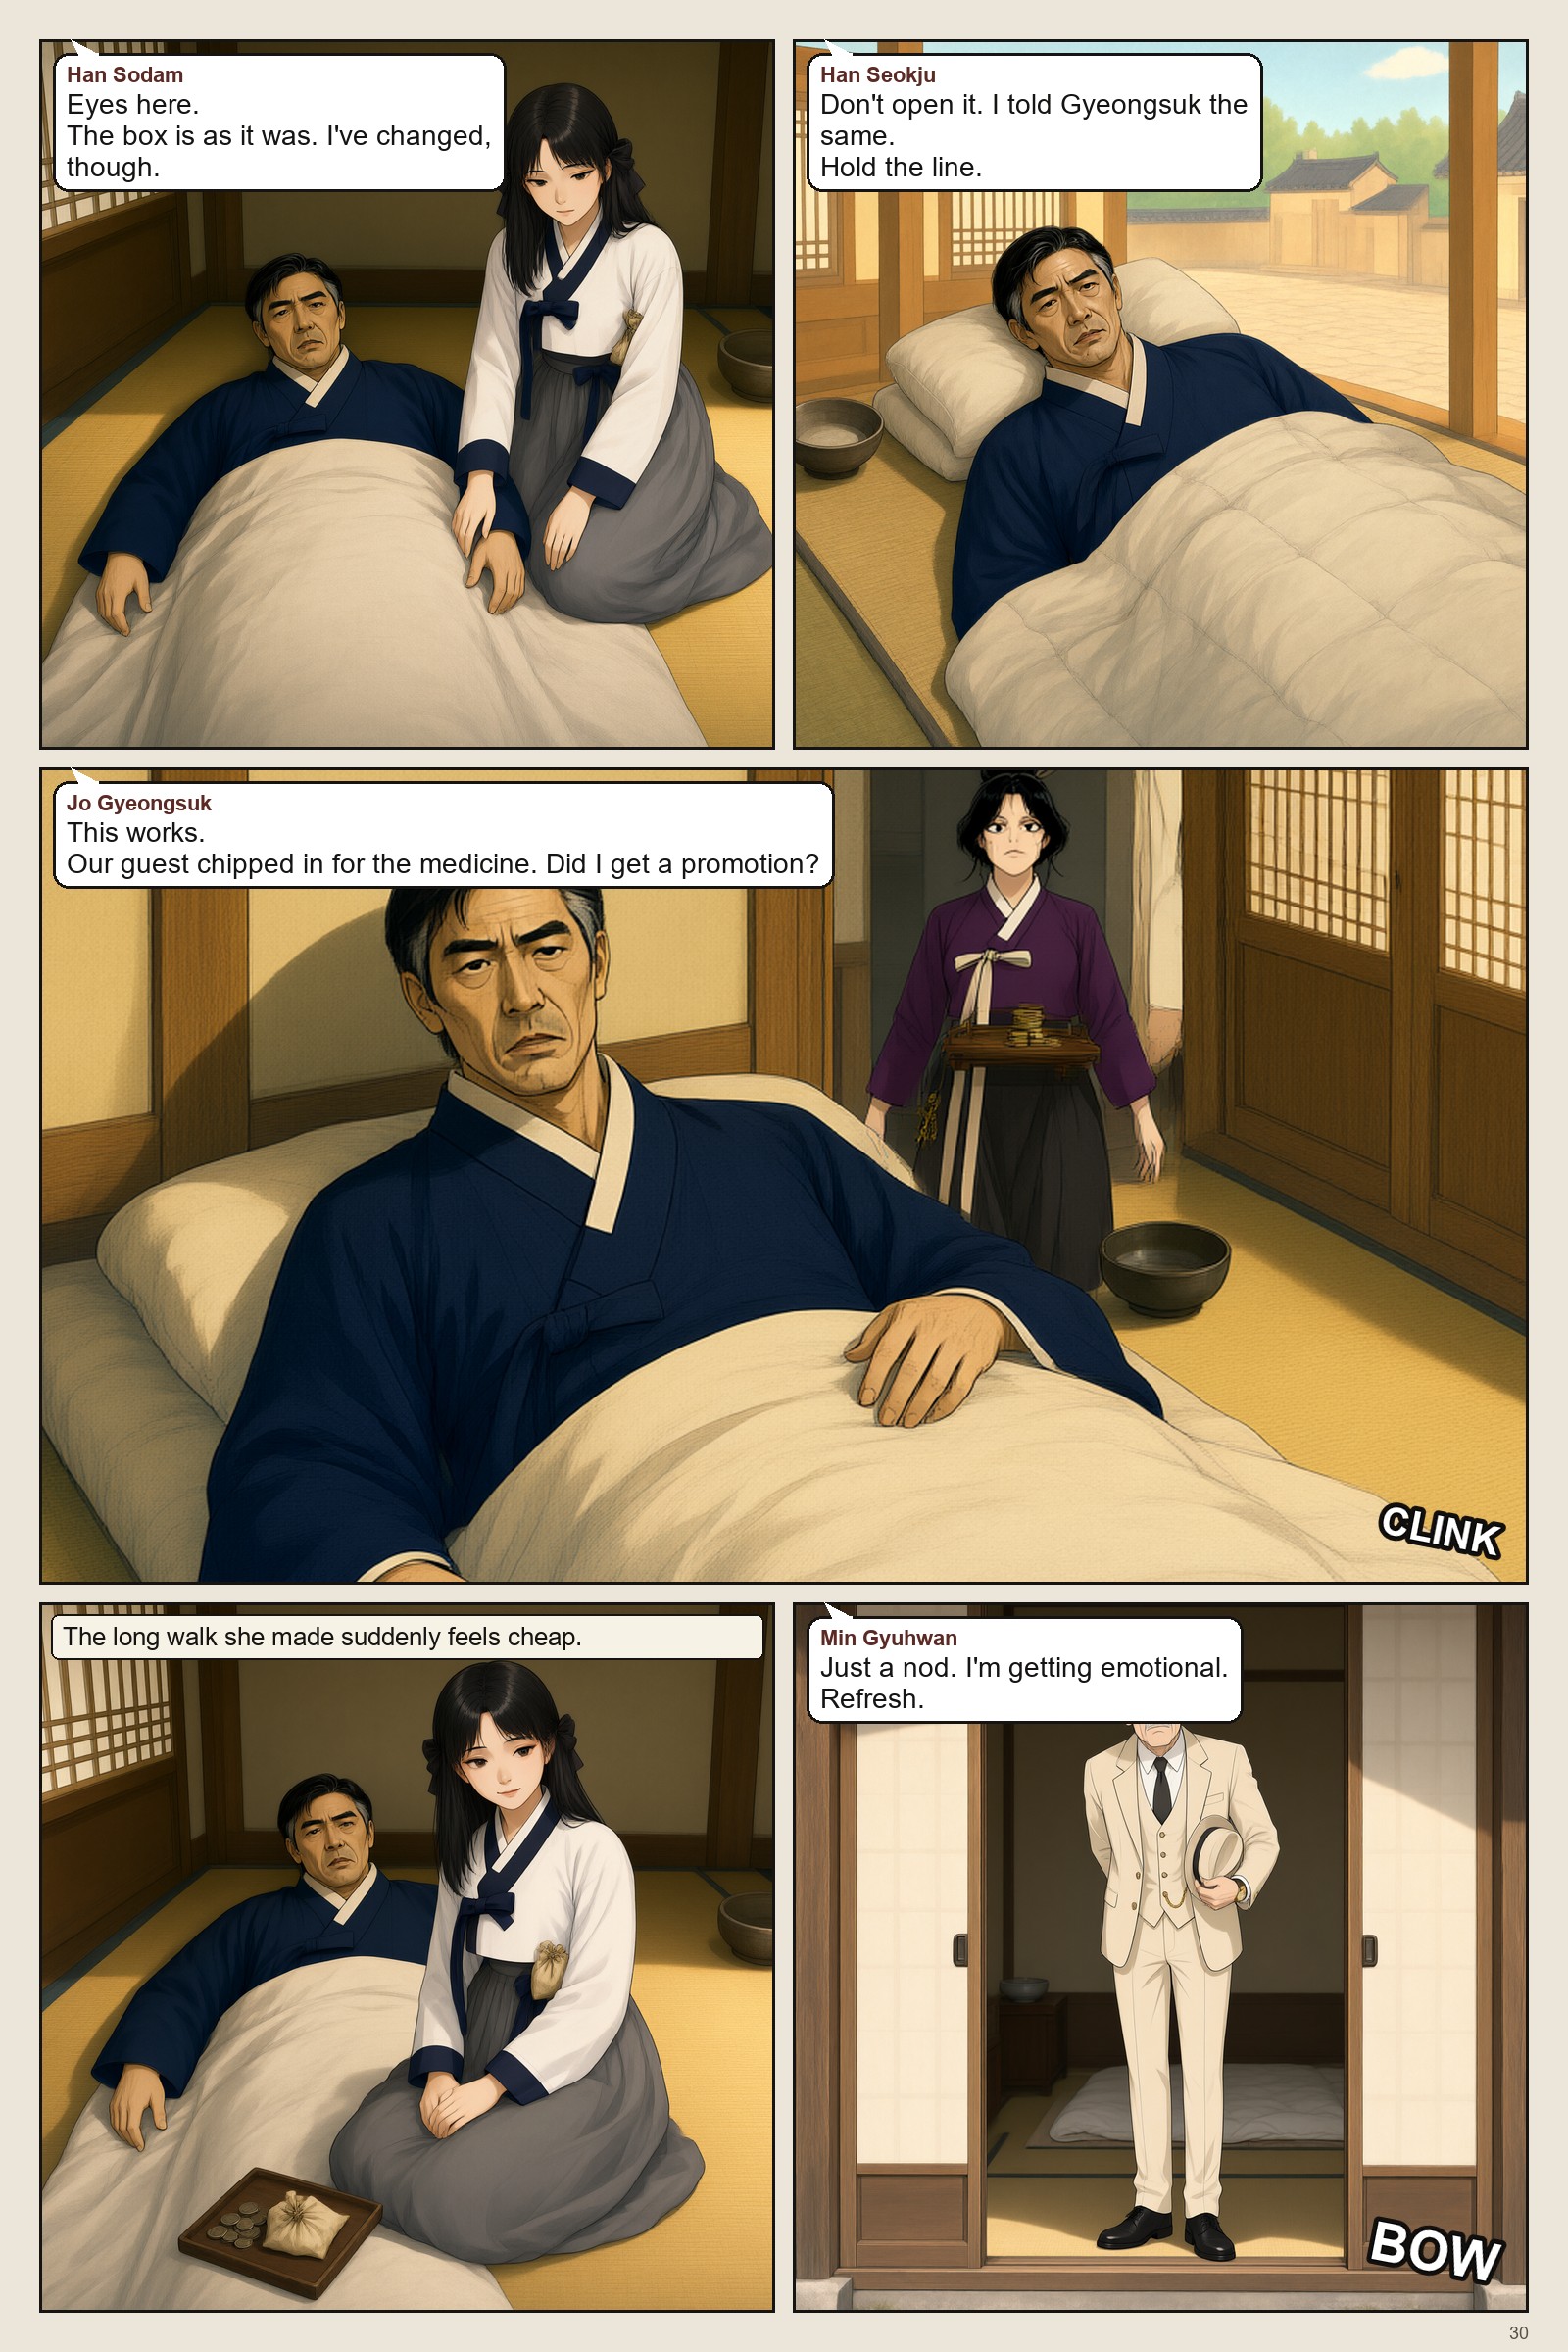 Han Sodam
Eyes here.
The box is as it was. I've changed,
though.
Han Seokju
Don't open it. I told Gyeongsuk the
same.
Hold the line.
Jo Gyeongsuk
This works.
Our guest chipped in for the medicine. Did I get a promotion?
CLINK
The long walk she made suddenly feels cheap.
Min Gyuhwan
Just a nod. I'm getting emotional.
Refresh.
BOW
30